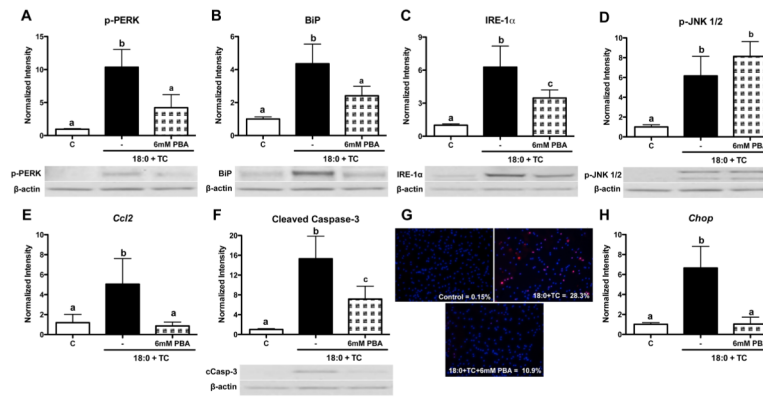 A
p-PERK
Normalized Intensity
15
10
5
0
a
b
a
C
-
6mM PBA
18:0 + TC
p-PERK
β-actin
B
BiP
Normalized Intensity
6
4
2
0
a
b
a
C
-
6mM PBA
18:0 + TC
BiP
β-actin
C
IRE-1α
Normalized Intensity
9
6
3
0
a
b
c
C
-
6mM PBA
18:0 + TC
IRE-1α
β-actin
D
p-JNK 1/2
Normalized Intensity
10
8
6
4
2
0
a
b
b
C
-
6mM PBA
18:0 + TC
p-JNK 1/2
β-actin
E
Ccl2
Normalized Intensity
10
8
6
4
2
0
a
b
a
C
-
6mM PBA
18:0 + TC
F
Cleaved Caspase-3
Normalized Intensity
20
16
12
8
4
0
a
b
c
C
-
6mM PBA
18:0 + TC
cCasp-3
β-actin
G
Control = 0.15%
18:0+TC = 28.3%
18:0+TC+6mM PBA = 10.9%
H
Chop
Normalized Intensity
10
8
6
4
2
0
a
b
a
C
-
6mM PBA
18:0 + TC